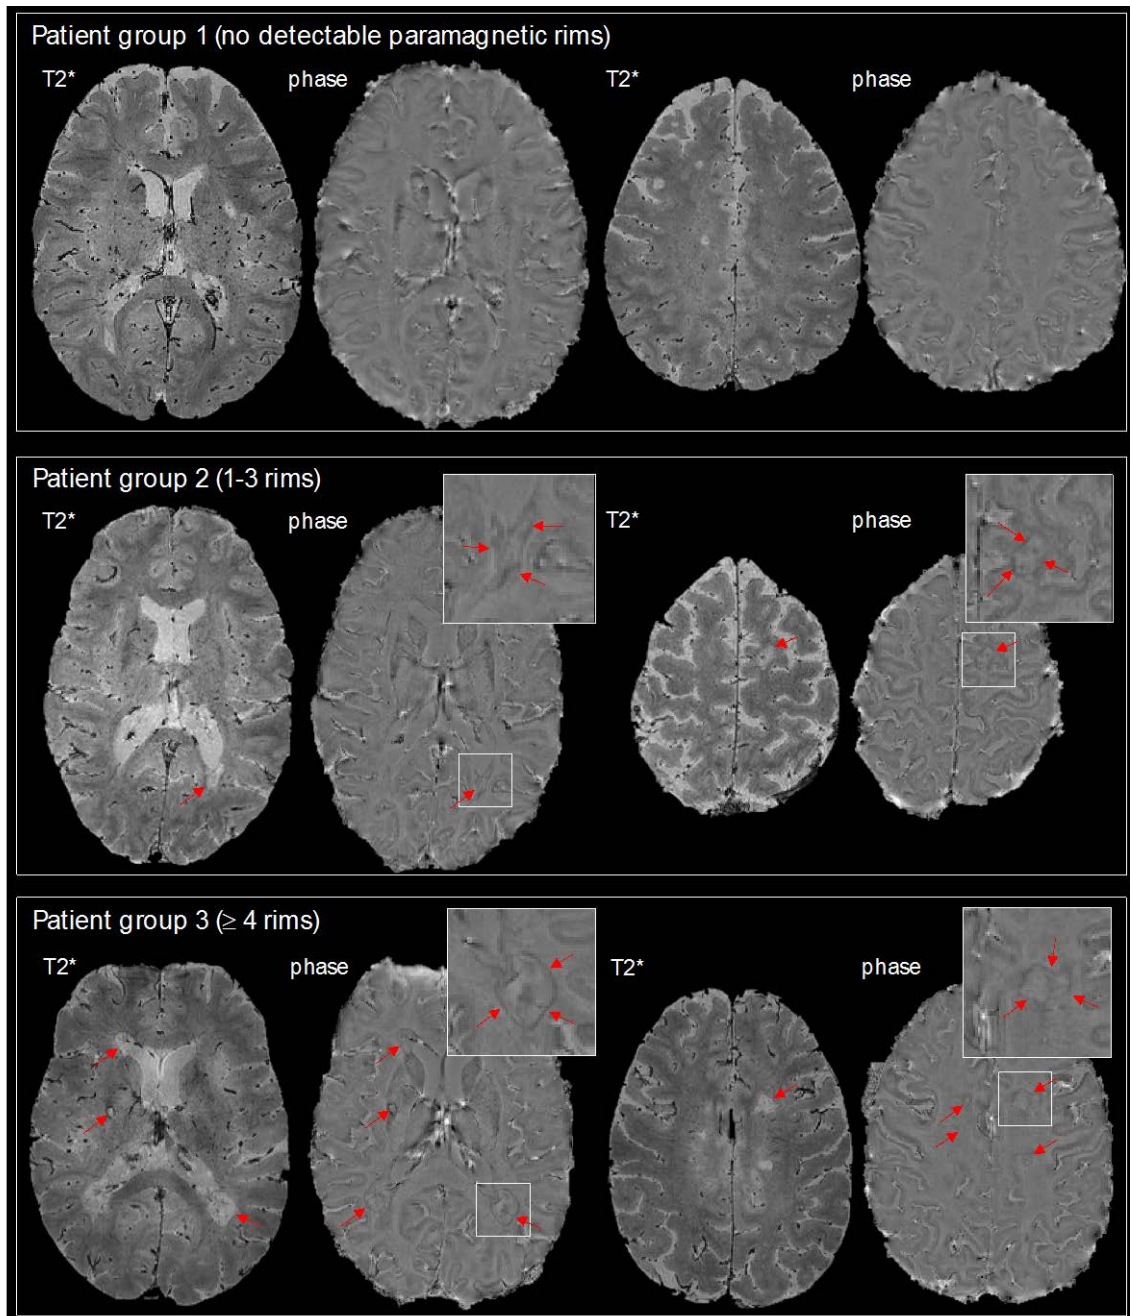 Patient group 1 (no detectable paramagnetic rims)
T2* phase T2* phase
Patient group 2 (1-3 rims)
T2* phase T2* phase
Patient group 3 (≥ 4 rims)
T2* phase T2* phase